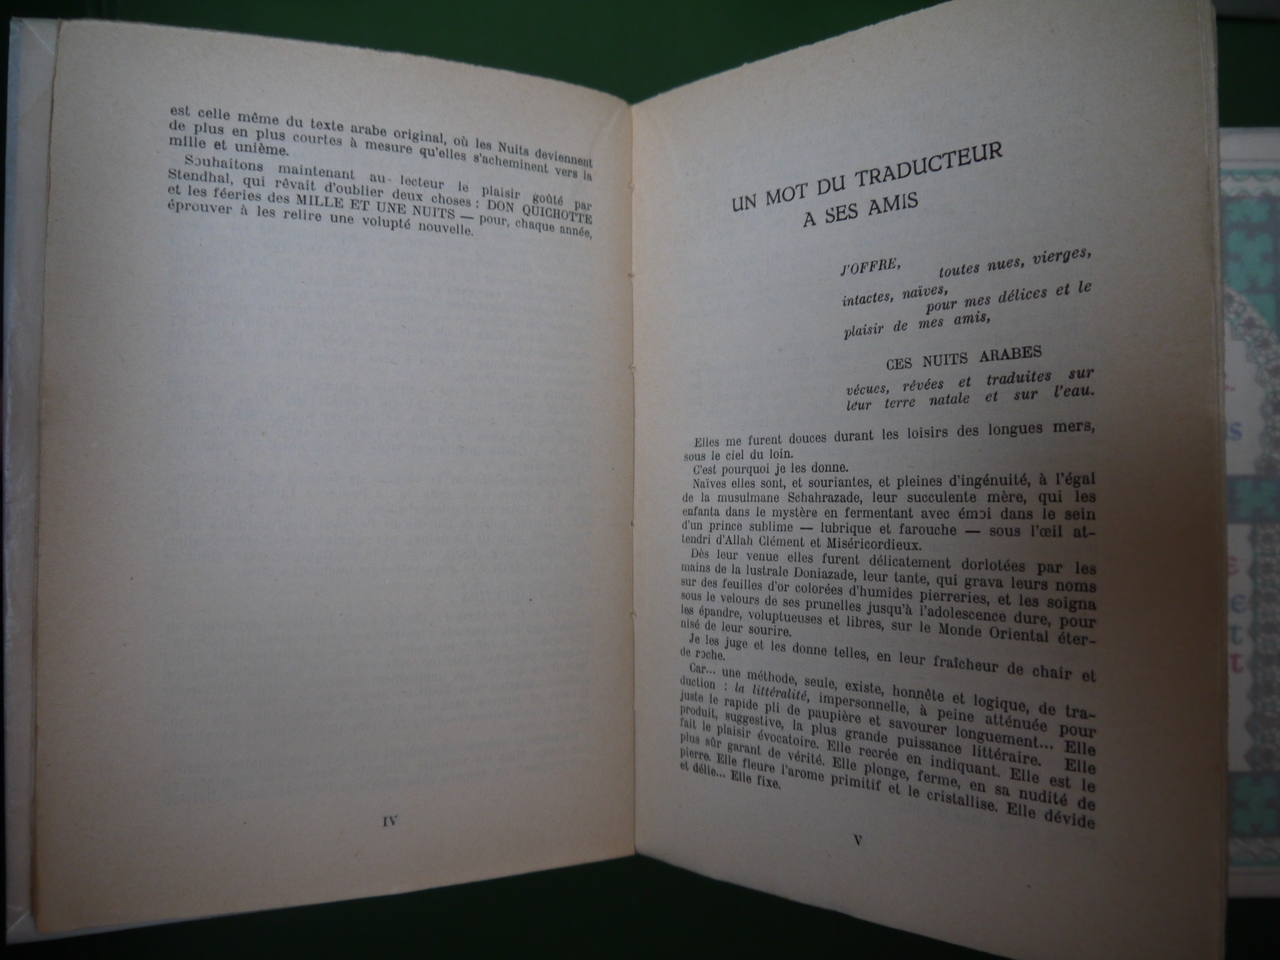 est celle même du texte arabe original, où les Nuits deviennent
de plus en plus courtes à mesure qu'elles s'acheminent vers la
mille et unième.
Souhaitons maintenant au lecteur le plaisir goûté par
Stendhal, qui rêvait d'oublier deux choses : DON QUICHOTTE
et les féeries des MILLE ET UNE NUITS — pour, chaque année,
éprouver à les relire une volupté nouvelle.
IV
UN MOT DU TRADUCTEUR
A SES AMIS
J'OFFRE,
toutes nues, vierges,
intactes, naïves,
pour mes délices et le
plaisir de mes amis,
CES NUITS ARABES
vécues, rêvées et traduites sur
leur terre natale et sur l'eau.
Elles me furent douces durant les loisirs des longues mers,
sous le ciel du loin.
C'est pourquoi je les donne.
Naïves elles sont, et souriantes, et pleines d'ingénuité, à l'égal
de la musulmane Schahrazade, leur succulente mère, qui les
enfanta dans le mystère en fermentant avec émoi dans le sein
d'un prince sublime — lubrique et farouche — sous l'œil at-
tendri d'Allah Clément et Miséricordieux.
Dès leur venue elles furent délicatement dorlotées par les
mains de la lustrale Doniazade, leur tante, qui grava leurs noms
sur des feuilles d'or colorées d'humides pierreries, et les soigna
sous le velours de ses prunelles jusqu'à l'adolescence dure, pour
les épandre, voluptueuses et libres, sur le Monde Oriental éter-
nisé de leur sourire.
Je les juge et les donne telles, en leur fraîcheur de chair et
de roche.
Car... une méthode, seule, existe, honnête et logique, de tra-
duction : la littéralité, impersonnelle, à peine atténuée pour
juste le rapide pli de paupière et savourer longuement... Elle
produit, suggestive, la plus grande puissance littéraire. Elle
fait le plaisir évocatoire. Elle recrée en indiquant. Elle est le
plus sûr garant de vérité. Elle plonge, ferme, en sa nudité de
pierre. Elle fleure l'arome primitif et le cristallise. Elle dévide
et délie... Elle fixe.
V